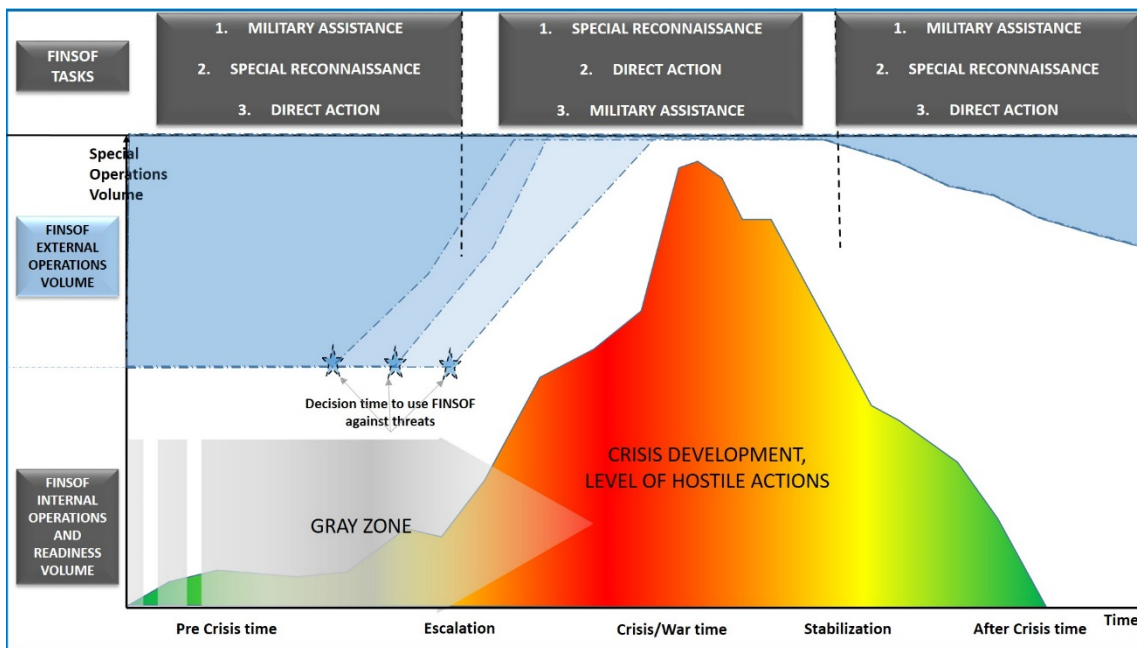 FINSOF
TASKS
1. MILITARY ASSISTANCE
2. SPECIAL RECONNAISSANCE
3. DIRECT ACTION
1. SPECIAL RECONNAISSANCE
2. DIRECT ACTION
3. MILITARY ASSISTANCE
1. MILITARY ASSISTANCE
2. SPECIAL RECONNAISSANCE
3. DIRECT ACTION
Special
Operations
Volume
FINSOF
EXTERNAL
OPERATIONS
VOLUME
Decision time to use FINSOF
against threats
FINSOF
INTERNAL
OPERATIONS
AND
READINESS
VOLUME
GRAY ZONE
CRISIS DEVELOPMENT,
LEVEL OF HOSTILE ACTIONS
Time
Pre Crisis time
Escalation
Crisis/War time
Stabilization
After Crisis time